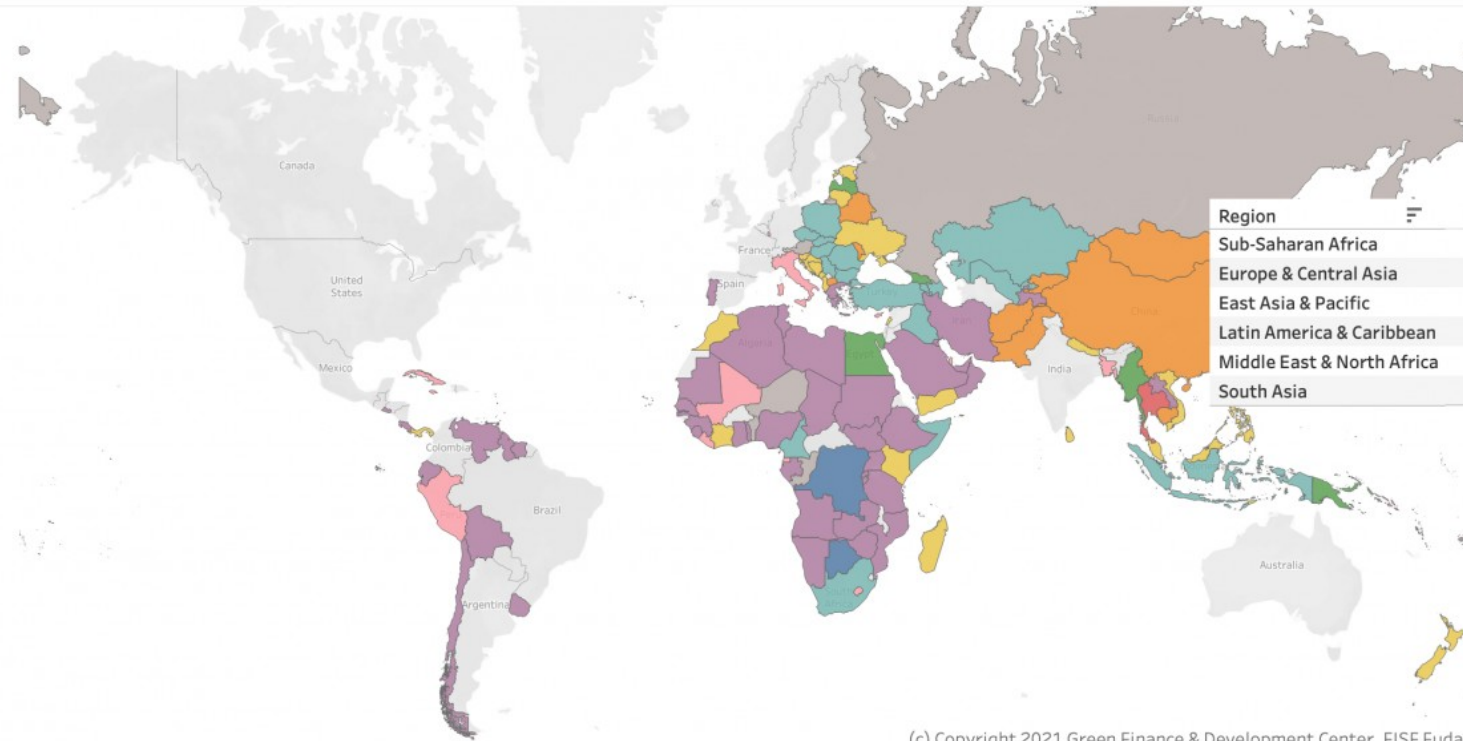 Russia
Canada
France
United
States
Spain
Turkey
China
Algeria
Iran
Egypt
Mexico
India
Colombia
Brazil
Australia
Argentina
Region
Sub-Saharan Africa
Europe & Central Asia
East Asia & Pacific
Latin America & Caribbean
Middle East & North Africa
South Asia
(c) Copyright 2021 Green Finance & Development Center, FISF Fuda